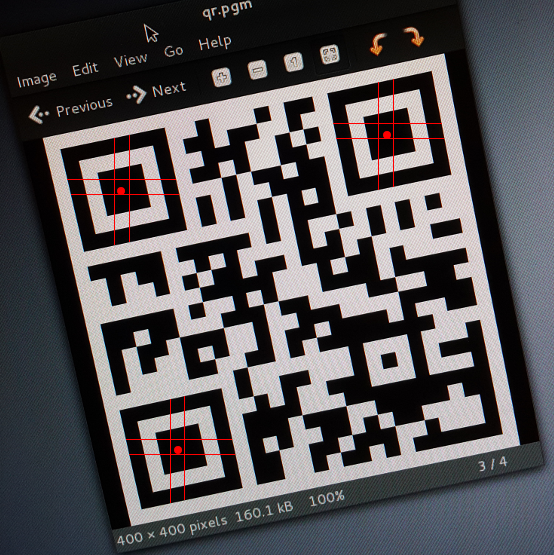 qr.pgm
Image Edit View Go Help
Previous Next
400 × 400 pixels 160.1 kB 100% 3 / 4